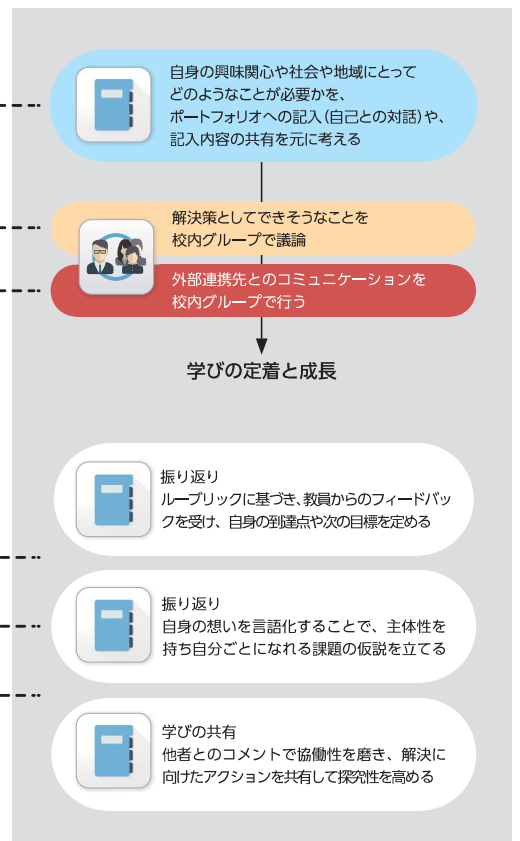 自身の興味関心や社会や地域にとって
どのようなことが必要かを、
ポートフォリオへの記入(自己との対話)や、
記入内容の共有を元に考える
解決策としてできそうなことを
校内グループで議論
外部連携先とのコミュニケーションを
校内グループで行う
学びの定着と成長
振り返り
ルーブリックに基づき、教員からのフィードバッ
クを受け、自身の到達点や次の目標を定める
振り返り
自身の想いを言語化することで、主体性を
持ち自分ごとになれる課題の仮説を立てる
学びの共有
他者とのコメントで協働性を磨き、解決に
向けたアクションを共有して探究性を高める